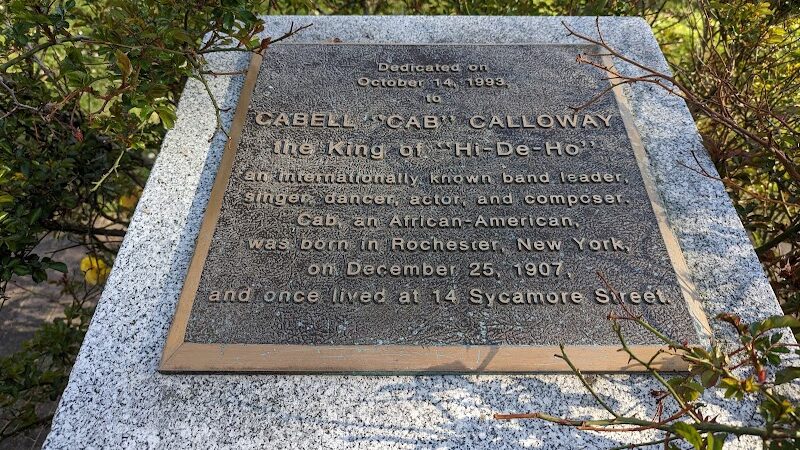 Dedicated on
October 14, 1993,
to
CABELL "CAB" CALLOWAY
the King of "Hi-De-Ho"
an internationally known band leader,
singer, dancer, actor, and composer.
Cab, an African-American,
was born in Rochester, New York,
on December 25, 1907,
and once lived at 14 Sycamore Street.